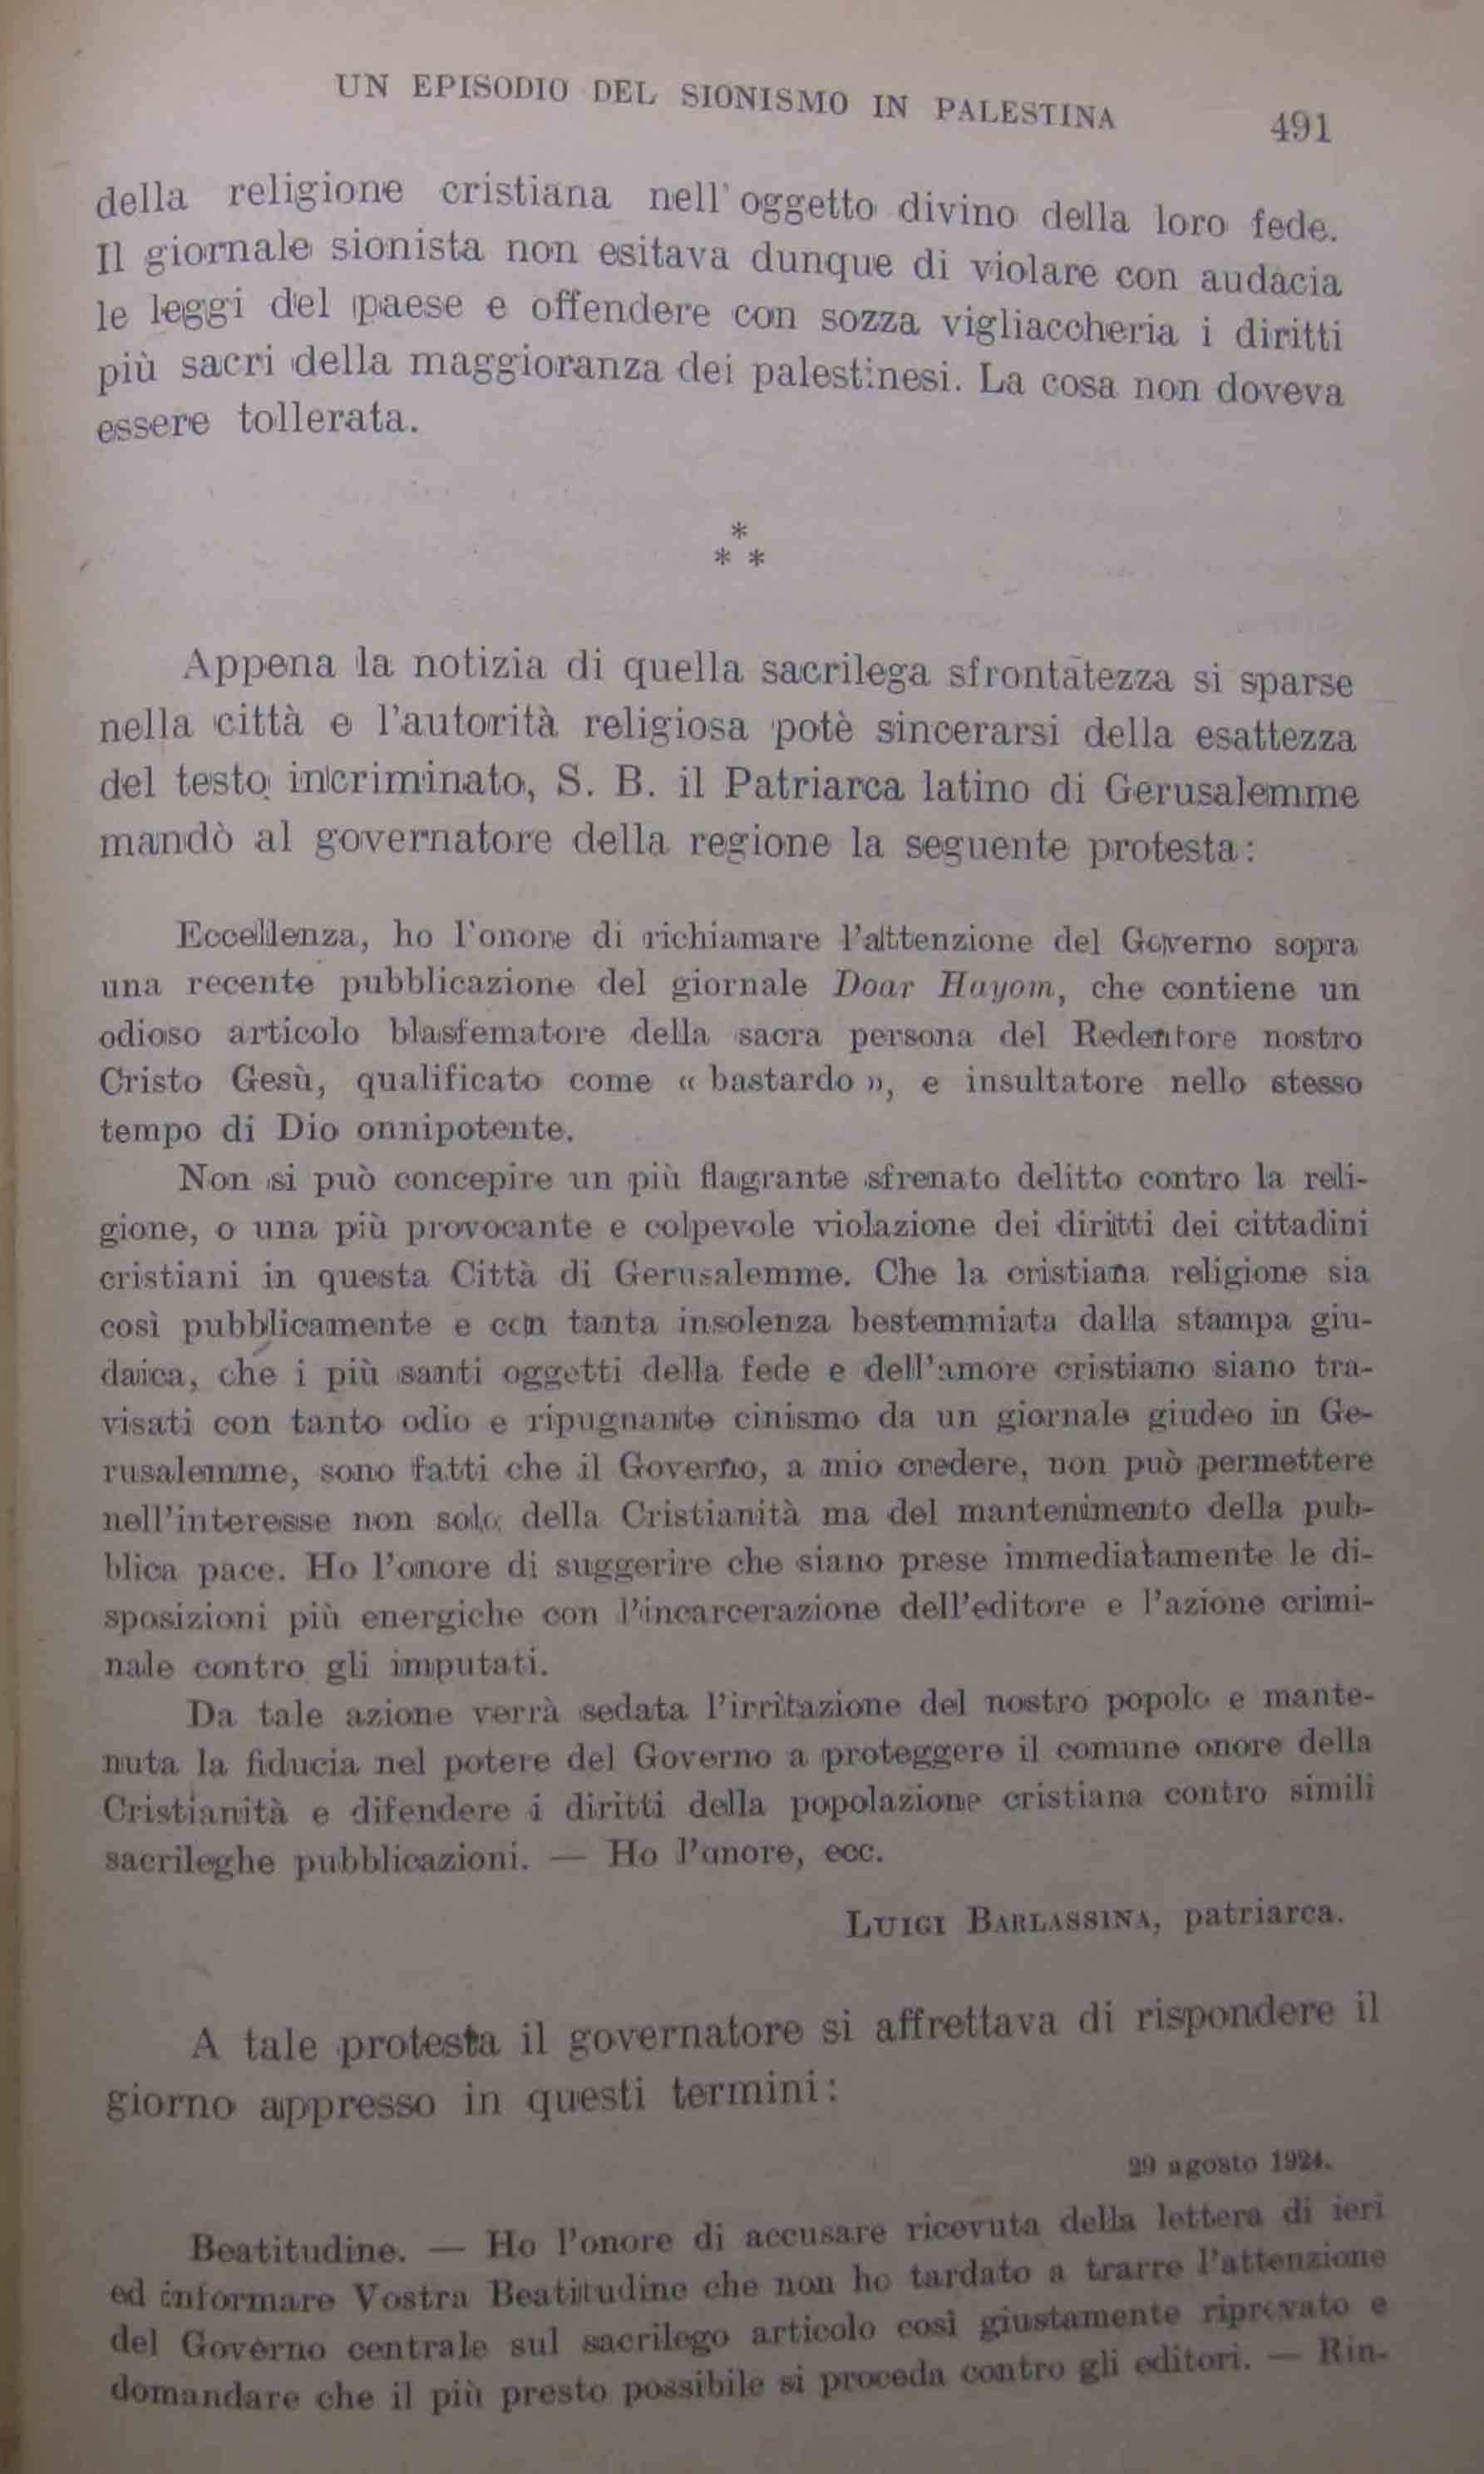 UN EPISODIO DEL SIONISMO IN PALESTINA 491
della religione cristiana nell'oggetto divino della loro fede.
Il giornale sionista non esitava dunque di violare con audacia
le leggi del paese e offendere con sozza vigliaccheria i diritti
più sacri della maggioranza dei palestinesi. La cosa non doveva
essere tollerata.
*
* *
Appena la notizia di quella sacrilega sfrontatezza si sparse
nella città e l'autorità religiosa potè sincerarsi della esattezza
del testo incriminato, S. B. il Patriarca latino di Gerusalemme
mandò al governatore della regione la seguente protesta:
Eccellenza, ho l'onore di richiamare l'attenzione del Governo sopra
una recente pubblicazione del giornale Doar Hayom, che contiene un
odioso articolo blasfematore della sacra persona del Redentore nostro
Cristo Gesù, qualificato come « bastardo », e insultatore nello stesso
tempo di Dio onnipotente.
Non si può concepire un più flagrante sfrenato delitto contro la reli-
gione, o una più provocante e colpevole violazione dei diritti dei cittadini
cristiani in questa Città di Gerusalemme. Che la cristiana religione sia
così pubblicamente e con tanta insolenza bestemmiata dalla stampa giu-
daica, che i più santi oggetti della fede e dell'amore cristiano siano tra-
visati con tanto odio e ripugnante cinismo da un giornale giudeo in Ge-
rusalemme, sono fatti che il Governo, a mio credere, non può permettere
nell'interesse non solo della Cristianità ma del mantenimento della pub-
blica pace. Ho l'onore di suggerire che siano prese immediatamente le di-
sposizioni più energiche con l'incarcerazione dell'editore e l'azione crimi-
nale contro gli imputati.
Da tale azione verrà sedata l'irritazione del nostro popolo e mante-
nuta la fiducia nel potere del Governo a proteggere il comune onore della
Cristianità e difendere i diritti della popolazione cristiana contro simili
sacrileghe pubblicazioni. — Ho l'onore, ecc.
LUIGI BARLASSINA, patriarca.
A tale protesta il governatore si affrettava di rispondere il
giorno appresso in questi termini:
29 agosto 1924.
Beatitudine. — Ho l'onore di accusare ricevuta della lettera di ieri
ed informare Vostra Beatitudine che non ho tardato a trarre l'attenzione
del Governo centrale sul sacrilego articolo così giustamente riprovato e
domandare che il più presto possibile si proceda contro gli editori. — Rin-